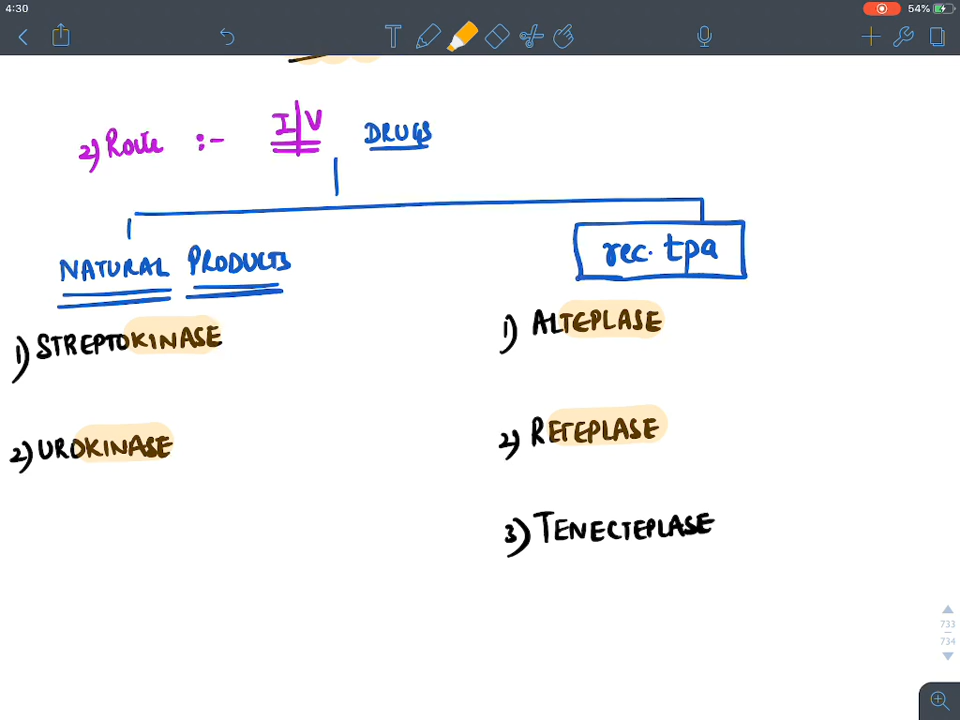 4:30
54%
T
2) Route :- I/V DRUGS
NATURAL PRODUCTS
rec. tpa
1) STREPTOKINASE
1) ALTEPLASE
2) UROKINASE
2) RETEPLASE
3) TENECTEPLASE
733
734